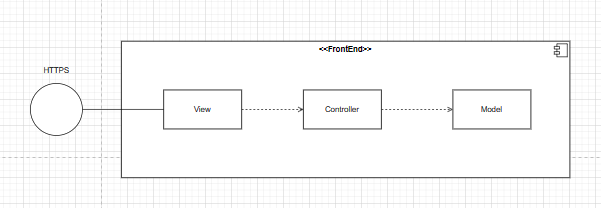 <<FrontEnd>>
HTTPS
View
Controller
Model